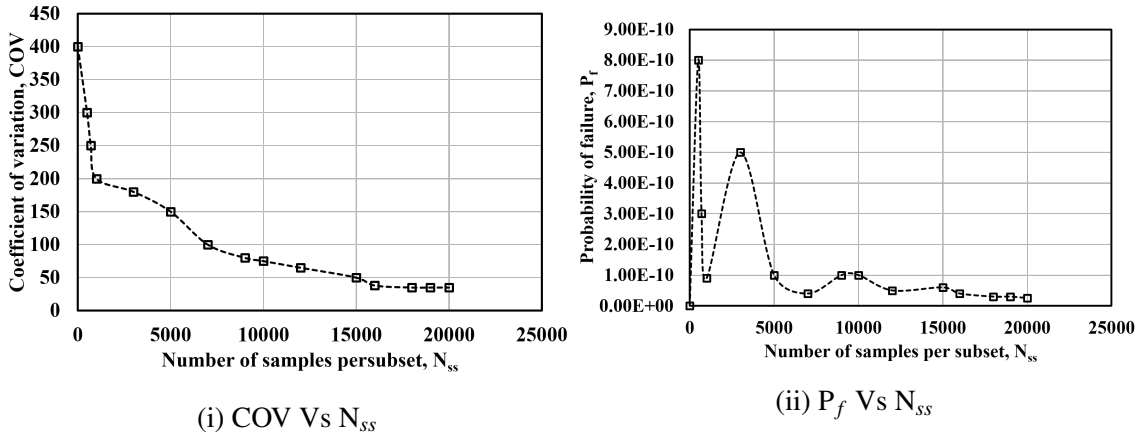 Coefficient of variation, COV
450
400
350
300
250
200
150
100
50
0
0 5000 10000 15000 20000 25000
Number of samples persubset, Nss
(i) COV Vs Nss
Probability of failure, Pf
9.00E-10
8.00E-10
7.00E-10
6.00E-10
5.00E-10
4.00E-10
3.00E-10
2.00E-10
1.00E-10
0.00E+00
0 5000 10000 15000 20000 25000
Number of samples per subset, Nss
(ii) Pf Vs Nss